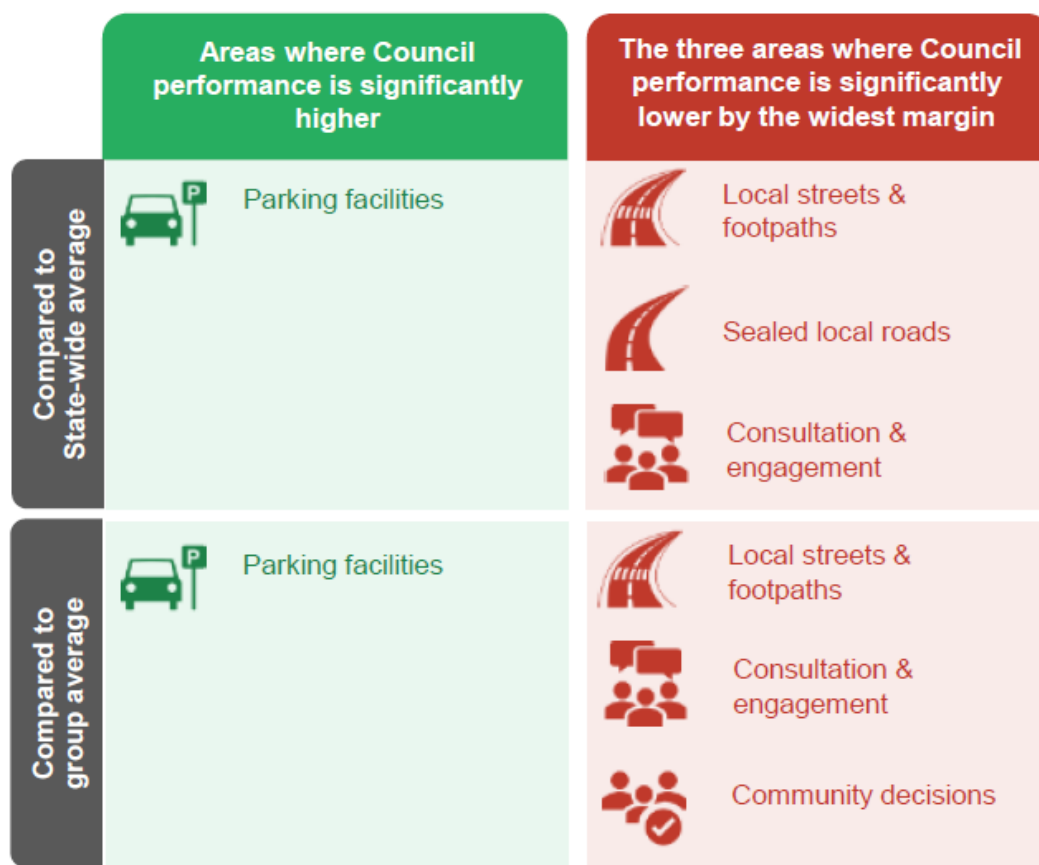 Areas where Council
performance is significantly
higher
The three areas where Council
performance is significantly
lower by the widest margin
Compared to
State-wide average
P
Parking facilities
Local streets &
footpaths
Sealed local roads
Consultation &
engagement
Compared to
group average
P
Parking facilities
Local streets &
footpaths
Consultation &
engagement
Community decisions